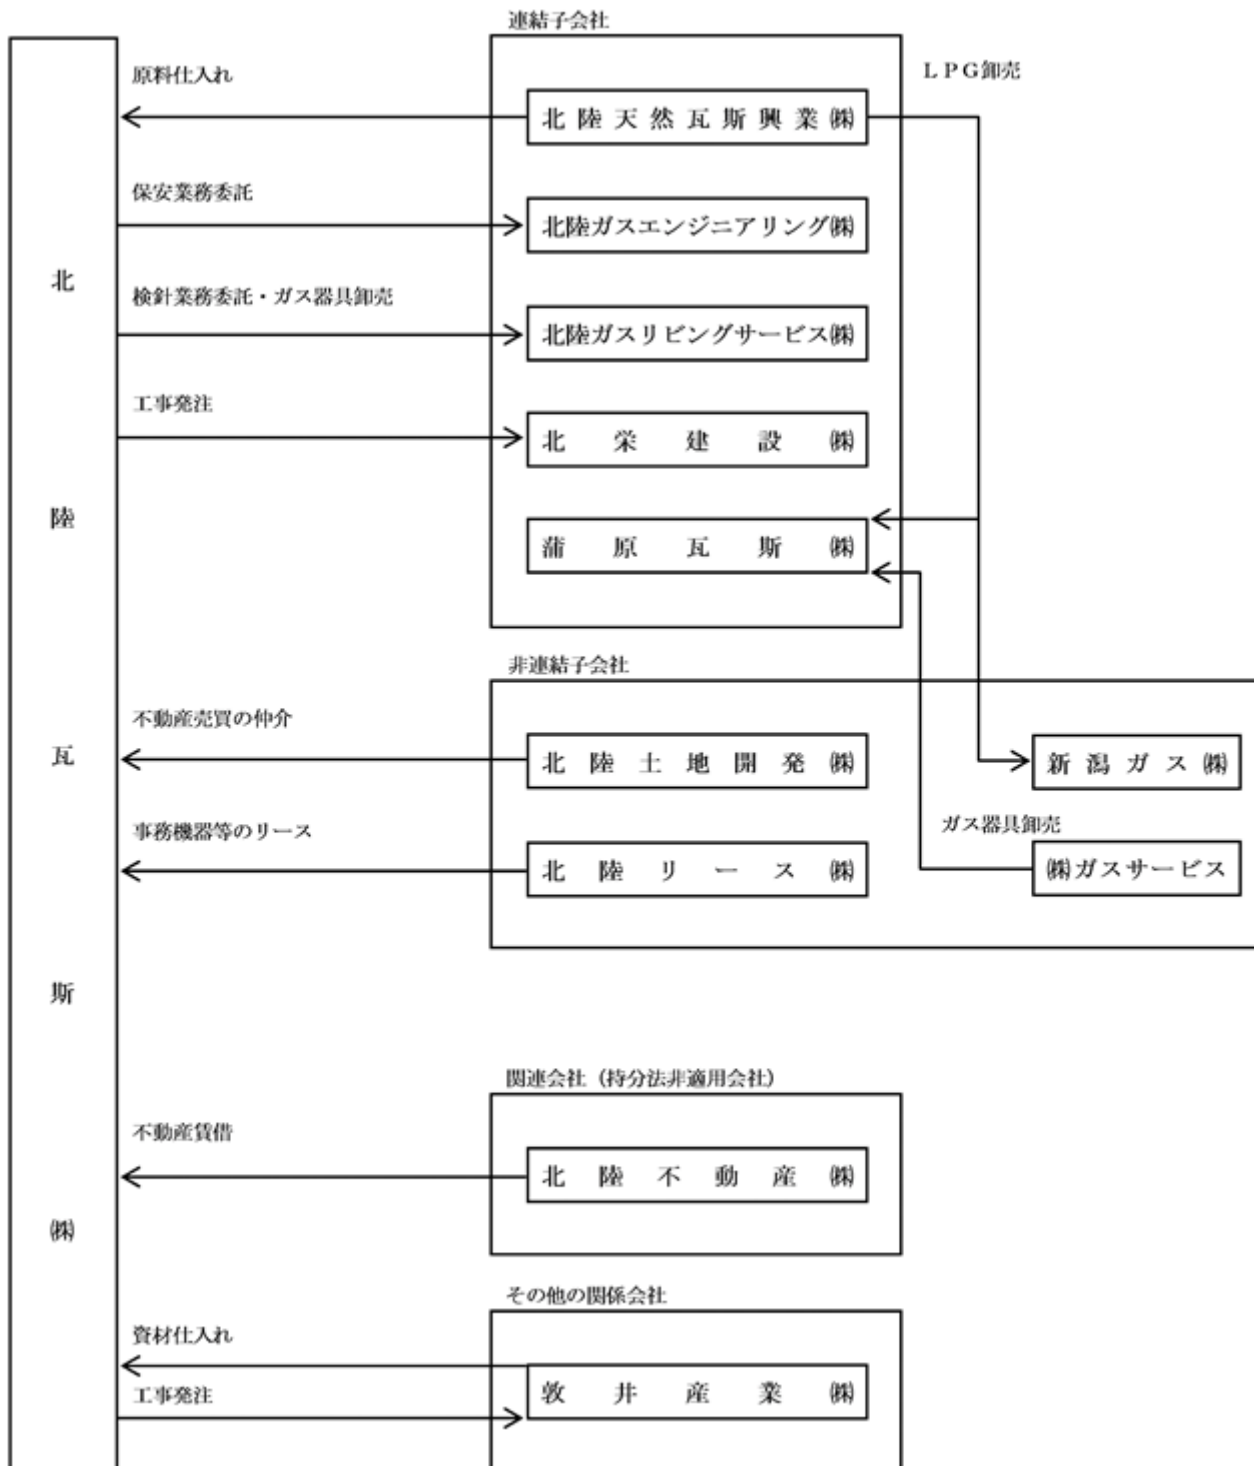 連結子会社
原料仕入れ
LPG卸売
北陸天然瓦斯興業㈱
保安業務委託
北陸ガスエンジニアリング㈱
検針業務委託・ガス器具卸売
北陸ガスリビングサービス㈱
工事発注
北栄建設㈱
蒲原瓦斯㈱
北陸瓦斯㈱
非連結子会社
不動産売買の仲介
北陸土地開発㈱
新潟ガス㈱
事務機器等のリース
ガス器具卸売
北陸リース㈱
㈱ガスサービス
関連会社（持分法非適用会社）
不動産賃借
北陸不動産㈱
その他の関係会社
資材仕入れ
工事発注
敦井産業㈱